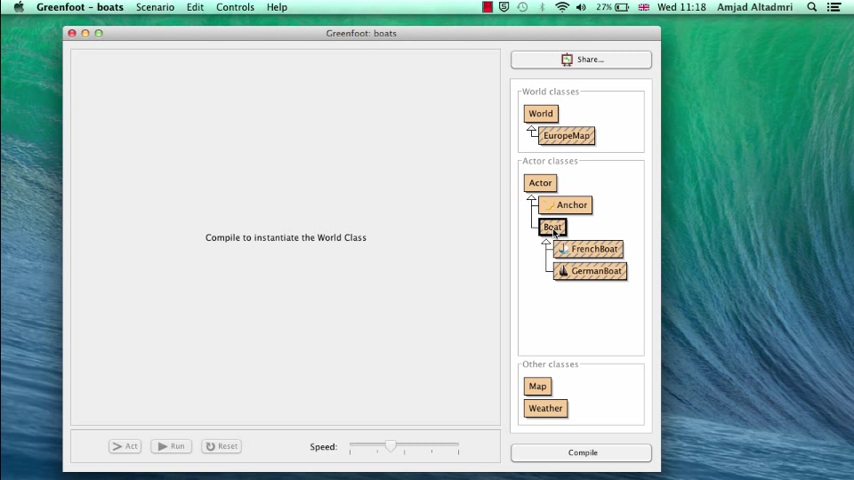 Greenfoot - boats Scenario Edit Controls Help 27% Wed 11:18 Amjad Altadmri
Greenfoot: boats
Share...
World classes
World
EuropeMap
Actor classes
Actor
Anchor
Boat
FrenchBoat
GermanBoat
Compile to instantiate the World Class
Other classes
Map
Weather
Act Run Reset Speed:
Compile